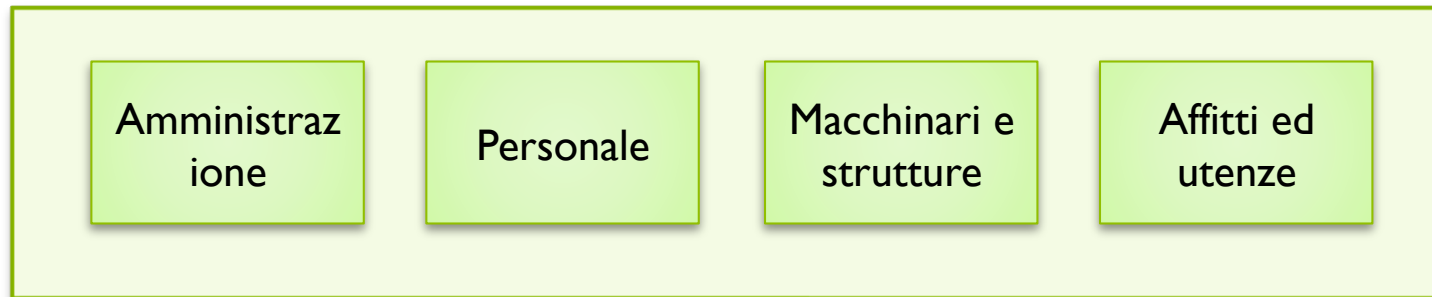 Amministraz
ione
Personale
Macchinari e
strutture
Affitti ed
utenze